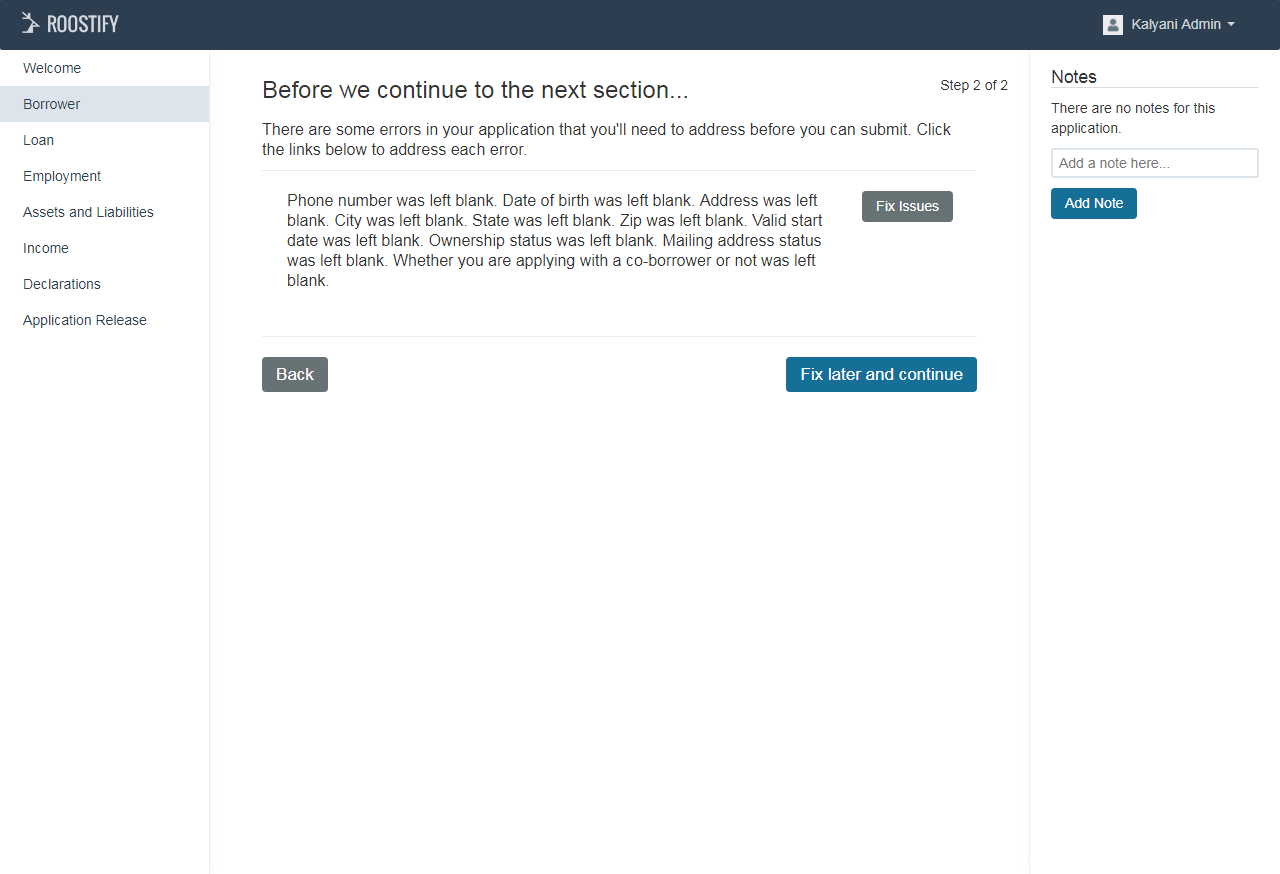 ROOSTIFY
Kalyani Admin
Welcome
Borrower
Loan
Employment
Assets and Liabilities
Income
Declarations
Application Release
Before we continue to the next section...
Step 2 of 2
There are some errors in your application that you'll need to address before you can submit. Click
the links below to address each error.
Phone number was left blank. Date of birth was left blank. Address was left
blank. City was left blank. State was left blank. Zip was left blank. Valid start
date was left blank. Ownership status was left blank. Mailing address status
was left blank. Whether you are applying with a co-borrower or not was left
blank.
Fix Issues
Back
Fix later and continue
Notes
There are no notes for this
application.
Add a note here...
Add Note